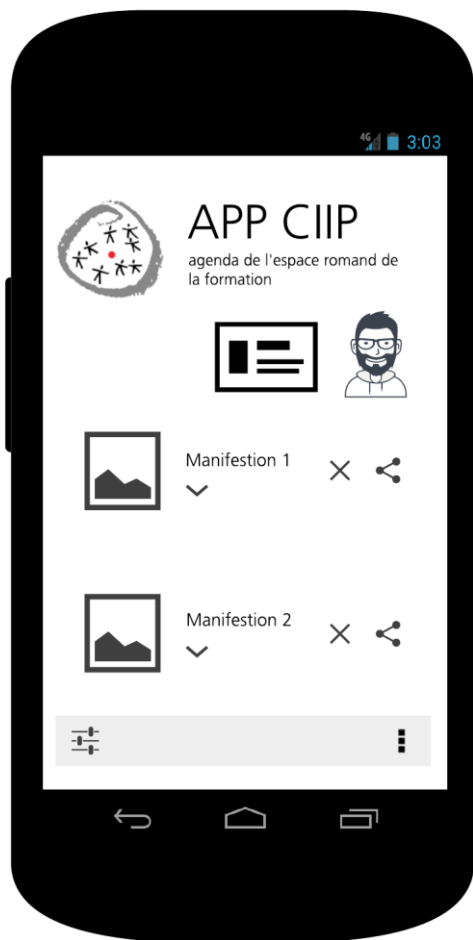 4G 3:03
APP CIIP
agenda de l'espace romand de
la formation
Manifestion 1
Manifestion 2